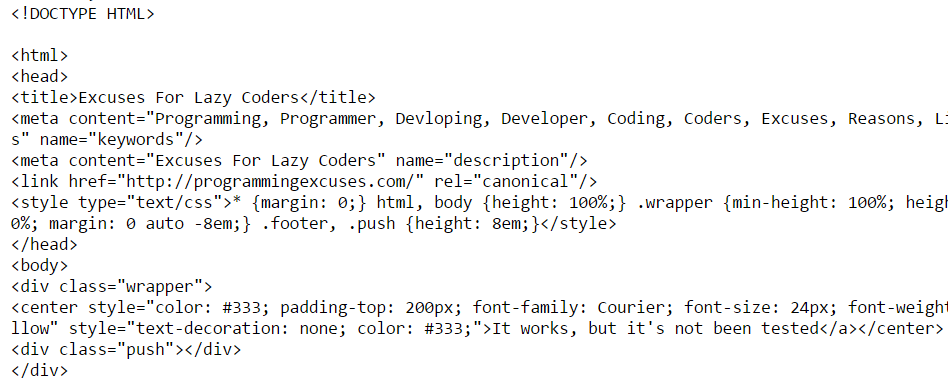 <!DOCTYPE HTML>
<html>
<head>
<title>Excuses For Lazy Coders</title>
<meta content="Programming, Programmer, Devloping, Developer, Coding, Coders, Excuses, Reasons, Li
s" name="keywords"/>
<meta content="Excuses For Lazy Coders" name="description"/>
<link href="http://programmingexcuses.com/" rel="canonical"/>
<style type="text/css">* {margin: 0;} html, body {height: 100%;} .wrapper {min-height: 100%; heigh
0%; margin: 0 auto -8em;} .footer, .push {height: 8em;}</style>
</head>
<body>
<div class="wrapper">
<center style="color: #333; padding-top: 200px; font-family: Courier; font-size: 24px; font-weight
llow" style="text-decoration: none; color: #333;">It works, but it's not been tested</a></center>
<div class="push"></div>
</div>